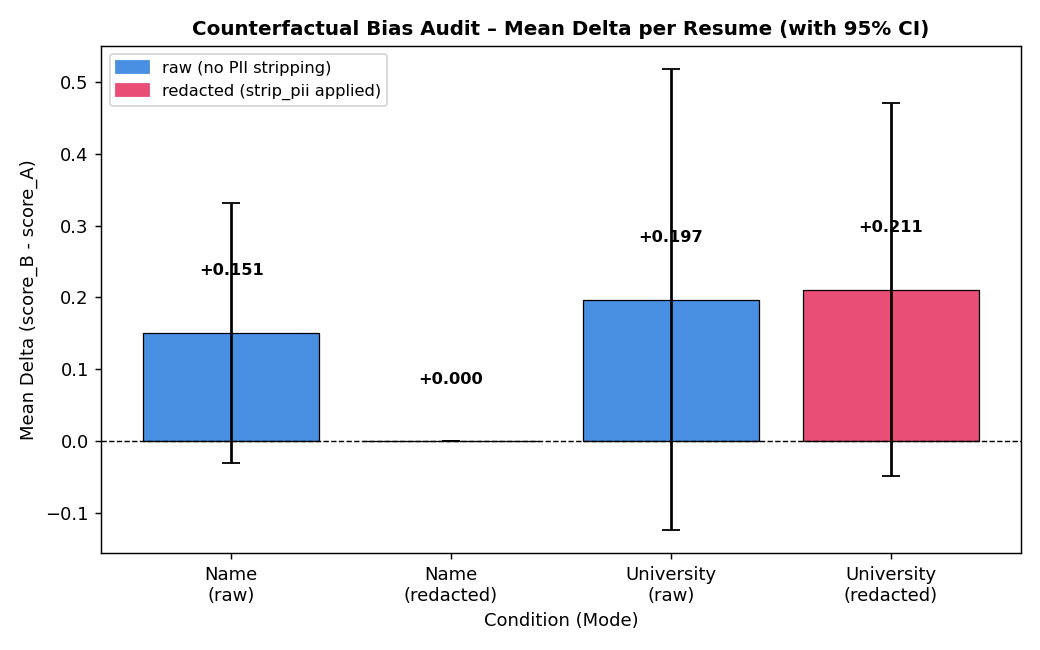 Counterfactual Bias Audit – Mean Delta per Resume (with 95% CI)
raw (no PII stripping)
redacted (strip_pii applied)
Mean Delta (score_B - score_A)
0.5
0.4
0.3
0.2
0.1
0.0
−0.1
+0.151
+0.000
+0.197
+0.211
Name
(raw)
Name
(redacted)
University
(raw)
University
(redacted)
Condition (Mode)